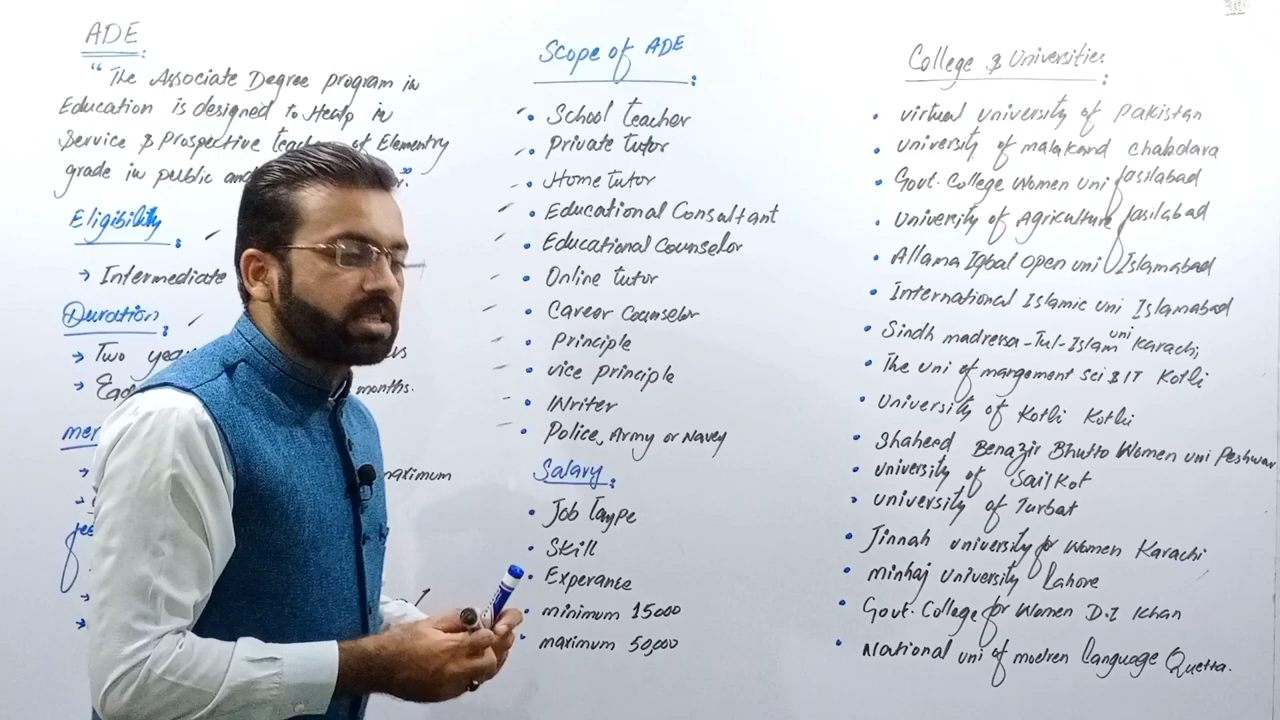 ADE :
" The Associate Degree program in
Education is designed to Healp in
Service & Prospective of Elementry
grade in public
Eligibility :
→ Intermediate
Duration :
→ Two
→ months.
mer
→ maximum
fee
Scope of ADE :
• School teacher
• Private tutor
• Home tutor
• Educational Consultant
• Educational Counselor
• Online tutor
• Career Counselor
• Principle
• vice principle
• Writer
• Police, Army or Navey
Salary :
• Job Taype
• Skill
• Experance
• minimum 15000
• maximum 50,000
College & Universities :
• virtual university of Pakistan
• university of malakand chakdara
• Govt. College Women Uni fasilabad
• University of Agriculture fasilabad
• Allama Iqbal open uni Islamabad
• International Islamic uni Islamabad
• Sindh madressa-Tul-Islam uni Karachi,
• The uni of margement Sci & IT Kotli
• University of Kotli Kotli
• Shaheed Benazir Bhutto Women uni Peshwar
• university of Sailkot
• university of Turbat
• Jinnah university for Women Karachi
• minhaj University Lahore
• Govt. College for Women D.I Khan
• National uni of modren language Quetta.